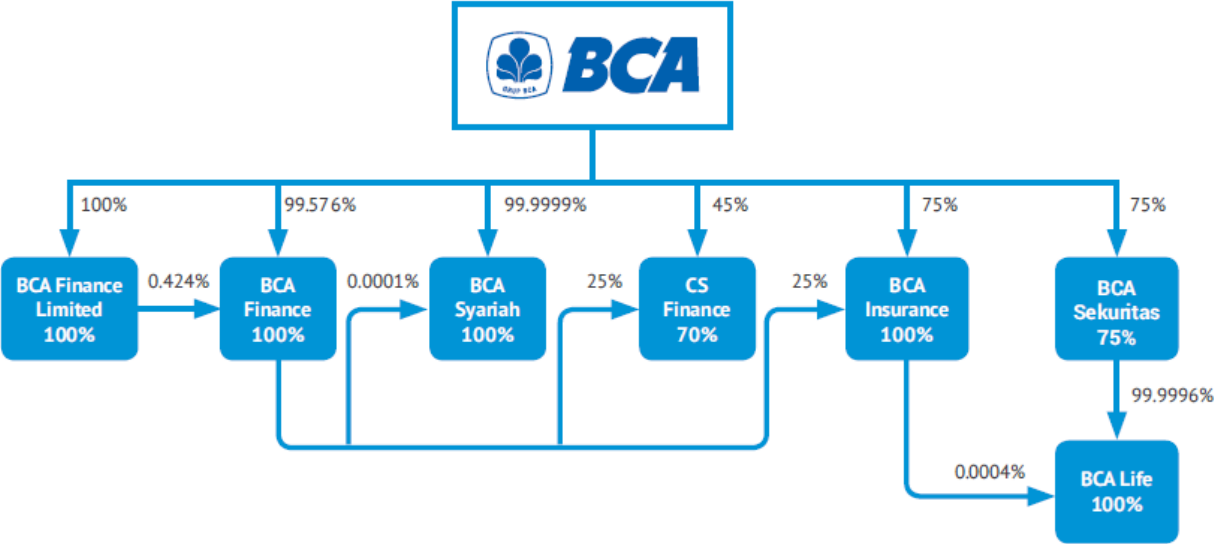 GRUP BCA
BCA
100%
99.576%
99.9999%
45%
75%
75%
BCA Finance
Limited
100%
0.424%
BCA
Finance
100%
0.0001%
BCA
Syariah
100%
25%
CS
Finance
70%
25%
BCA
Insurance
100%
BCA
Sekuritas
75%
99.9996%
0.0004%
BCA Life
100%